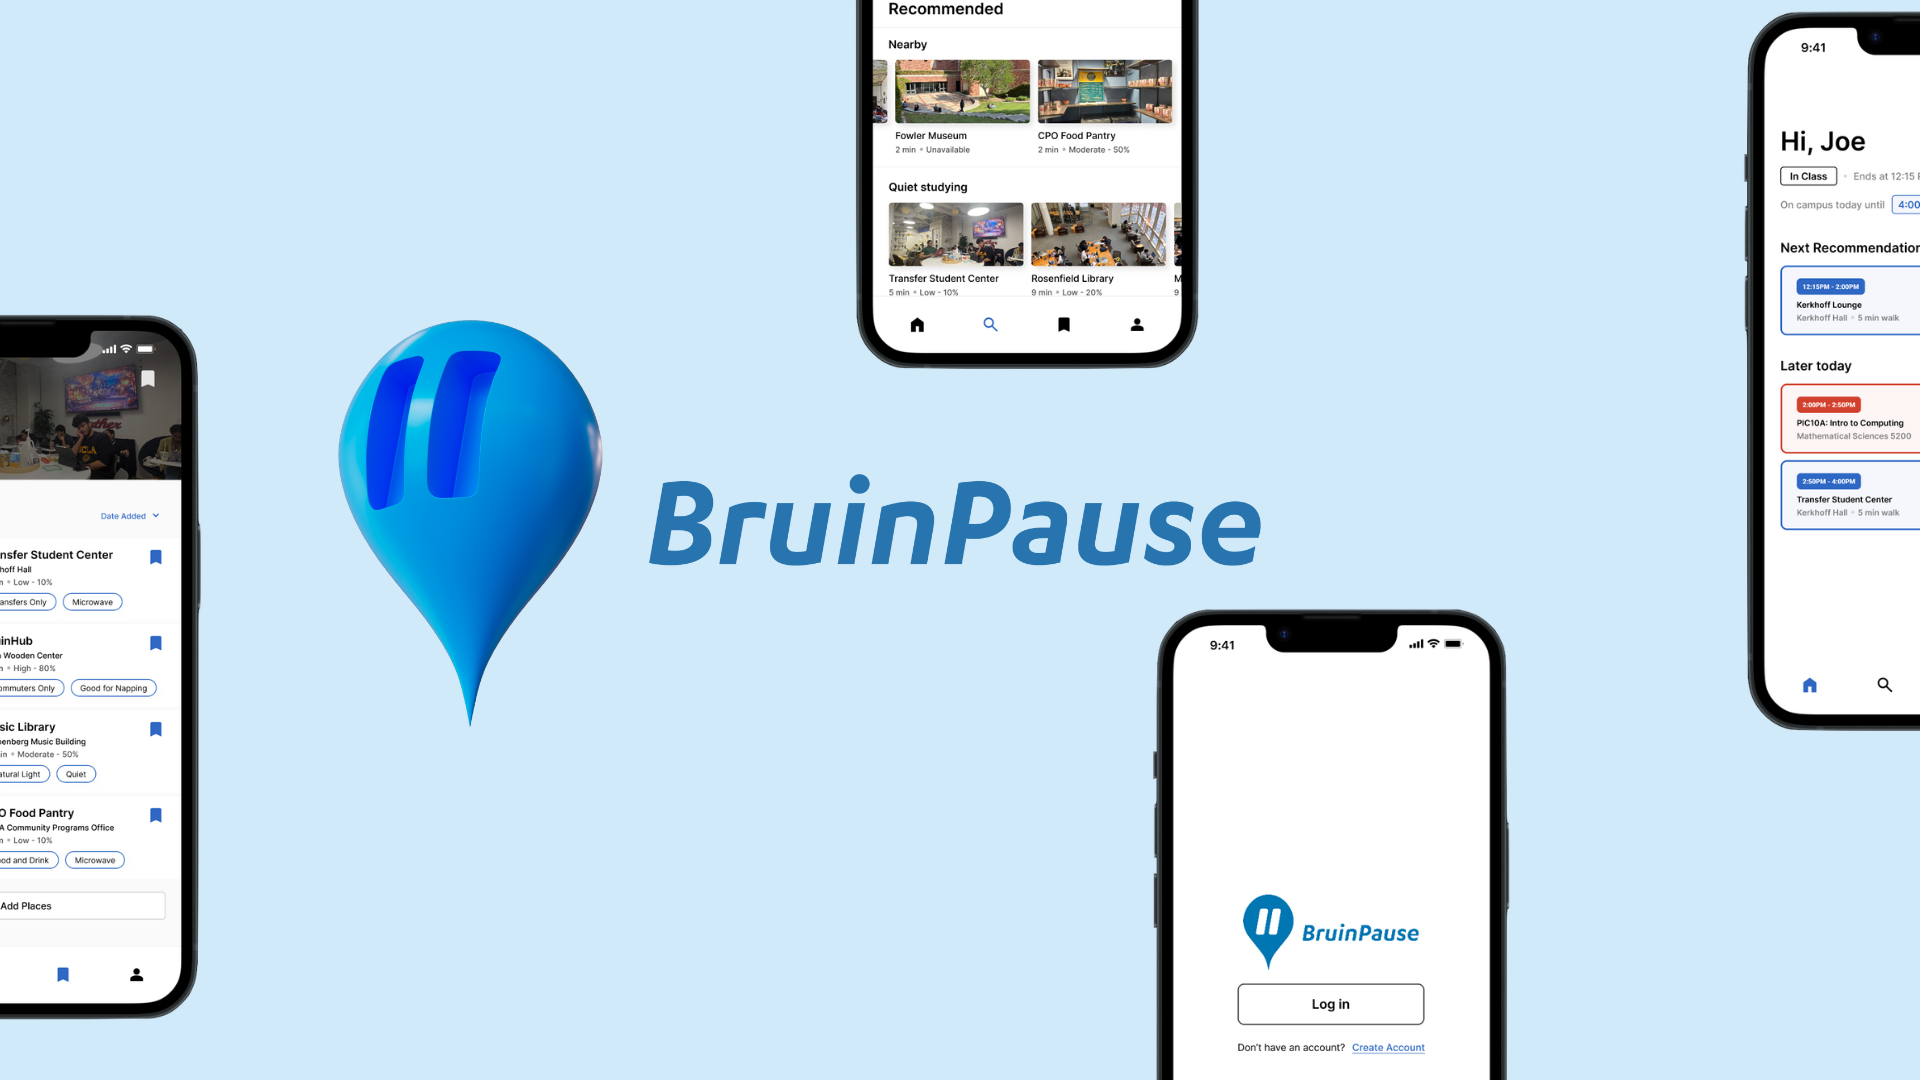 Recommended
Nearby
Fowler Museum
2 min • Unavailable
CPO Food Pantry
2 min • Moderate - 50%
Quiet studying
Transfer Student Center
5 min • Low - 10%
Rosenfield Library
9 min • Low - 20%
M
9
9:41
Hi, Joe
In Class • Ends at 12:15
On campus today until 4:00
Next Recommendation
12:15PM - 2:00PM
Kerkhoff Lounge
Kerkhoff Hall • 5 min walk
Later today
2:00PM - 2:50PM
PIC10A: Intro to Computing
Mathematical Sciences 5200
2:50PM - 4:00PM
Transfer Student Center
Kerkhoff Hall • 5 min walk
BruinPause
Date Added
nsfer Student Center
hoff Hall
n • Low - 10%
ansfers Only
Microwave
inHub
Wooden Center
n • High - 80%
ommuters Only
Good for Napping
sic Library
enberg Music Building
in • Moderate - 50%
atural Light
Quiet
O Food Pantry
A Community Programs Office
n • Low - 10%
od and Drink
Microwave
Add Places
9:41
BruinPause
Log in
Don't have an account? Create Account